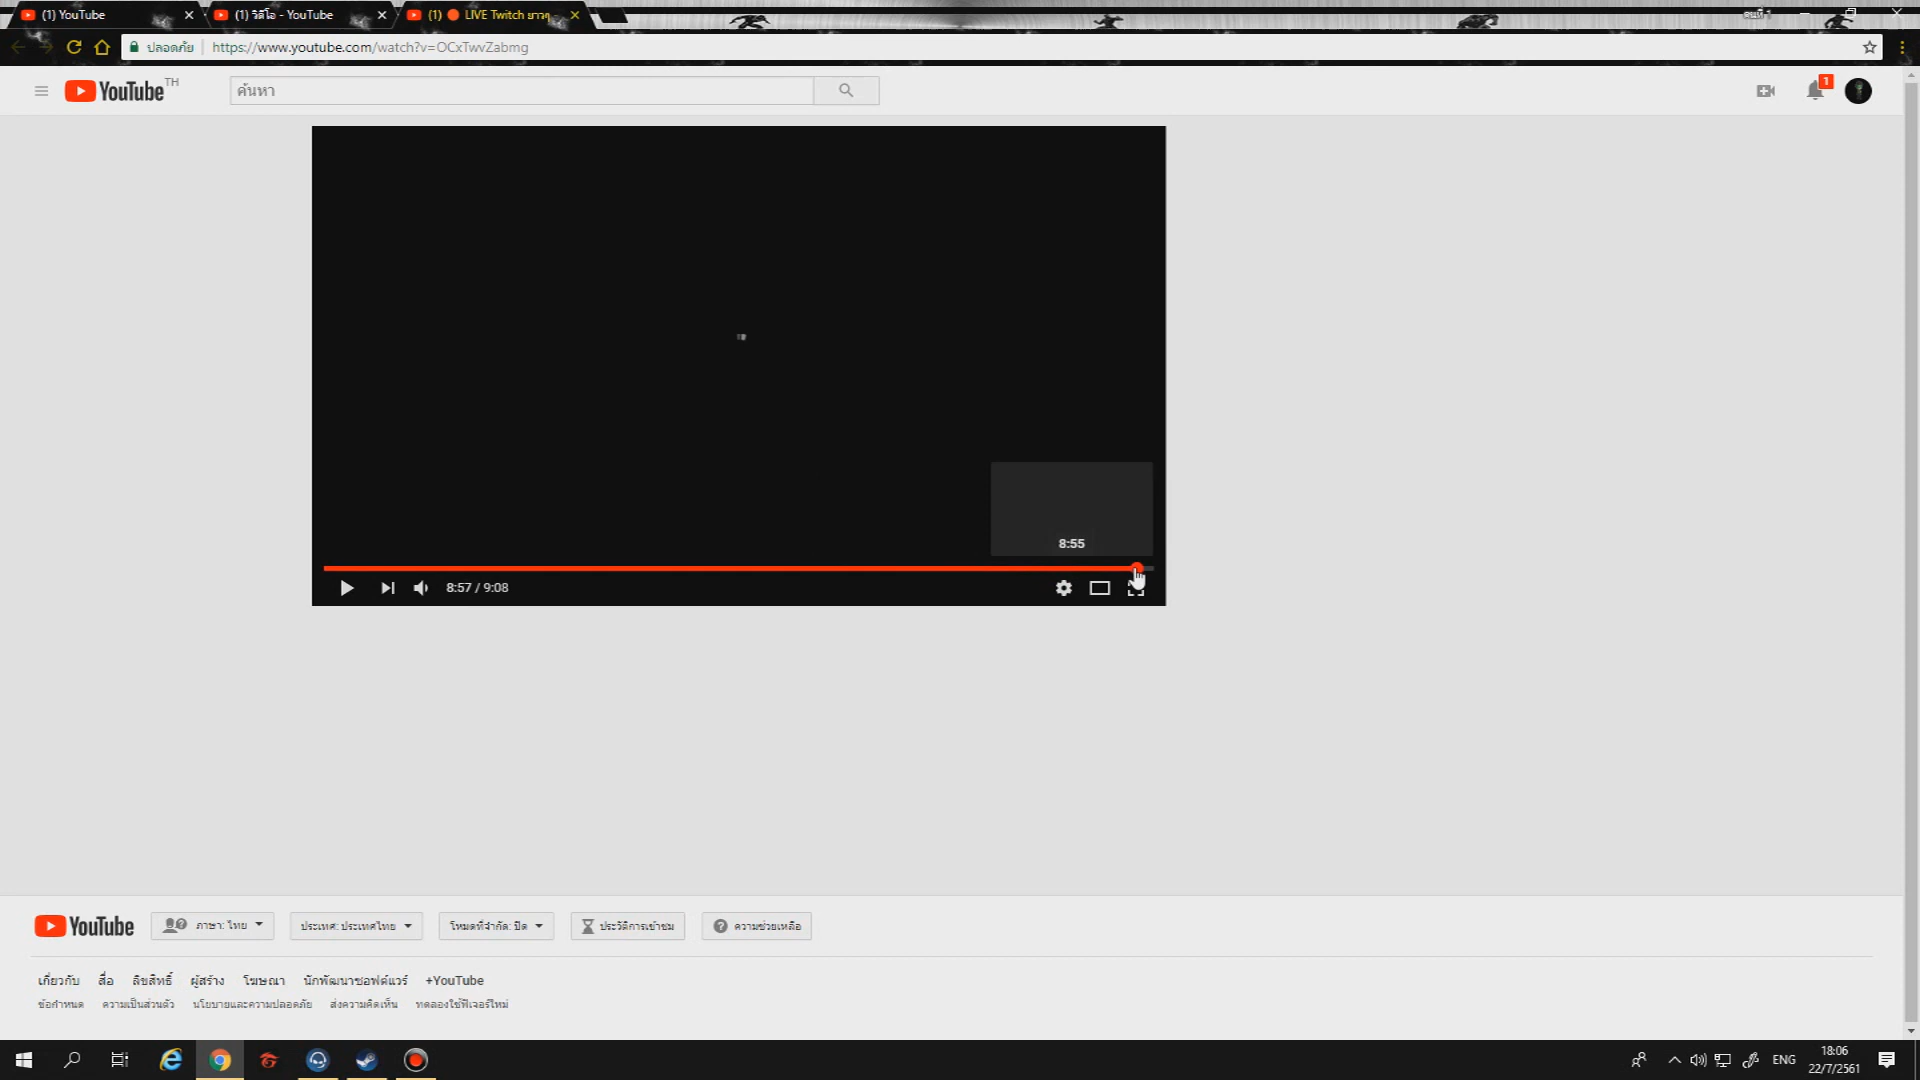 (1) YouTube
(1) วิดีโอ - YouTube
(1) 🔴 LIVE Twitch ยาวๆ
คนที่ 1
ปลอดภัย
https://www.youtube.com/watch?v=OCxTwvZabmg
YouTube TH
ค้นหา
1
8:55
8:57 / 9:08
YouTube
ภาษา: ไทย
ประเทศ: ประเทศไทย
โหมดที่จำกัด: ปิด
ประวัติการเข้าชม
ความช่วยเหลือ
เกี่ยวกับ สื่อ ลิขสิทธิ์ ผู้สร้าง โฆษณา นักพัฒนาซอฟต์แวร์ +YouTube
ข้อกำหนด ความเป็นส่วนตัว นโยบายและความปลอดภัย ส่งความคิดเห็น ทดลองใช้ฟีเจอร์ใหม่
ENG
18:06
22/7/2561